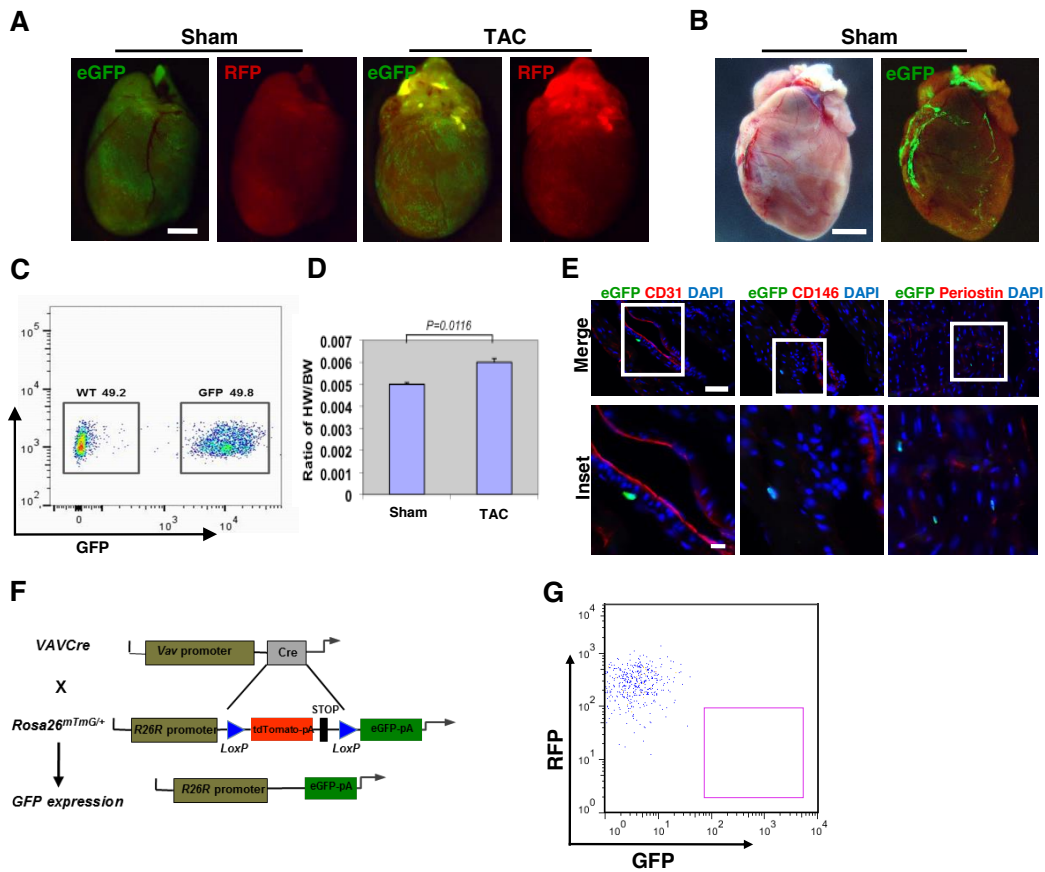 A
Sham
TAC
eGFP
RFP
eGFP
RFP
B
Sham
eGFP
C
10^5
10^4
10^3
10^2
WT 49.2
GFP 49.8
0
10^3
10^4
GFP
D
P=0.0116
Ratio of HW/BW
0.007
0.006
0.005
0.004
0.003
0.002
0.001
0
Sham
TAC
E
eGFP CD31 DAPI
eGFP CD146 DAPI
eGFP Periostin DAPI
Merge
Inset
F
VAVCre
Vav promoter
Cre
X
Rosa26^mTmG/+
R26R promoter
LoxP
tdTomato-pA
STOP
LoxP
eGFP-pA
GFP expression
R26R promoter
eGFP-pA
G
RFP
10^4
10^3
10^2
10^1
10^0
10^0
10^1
10^2
10^3
10^4
GFP